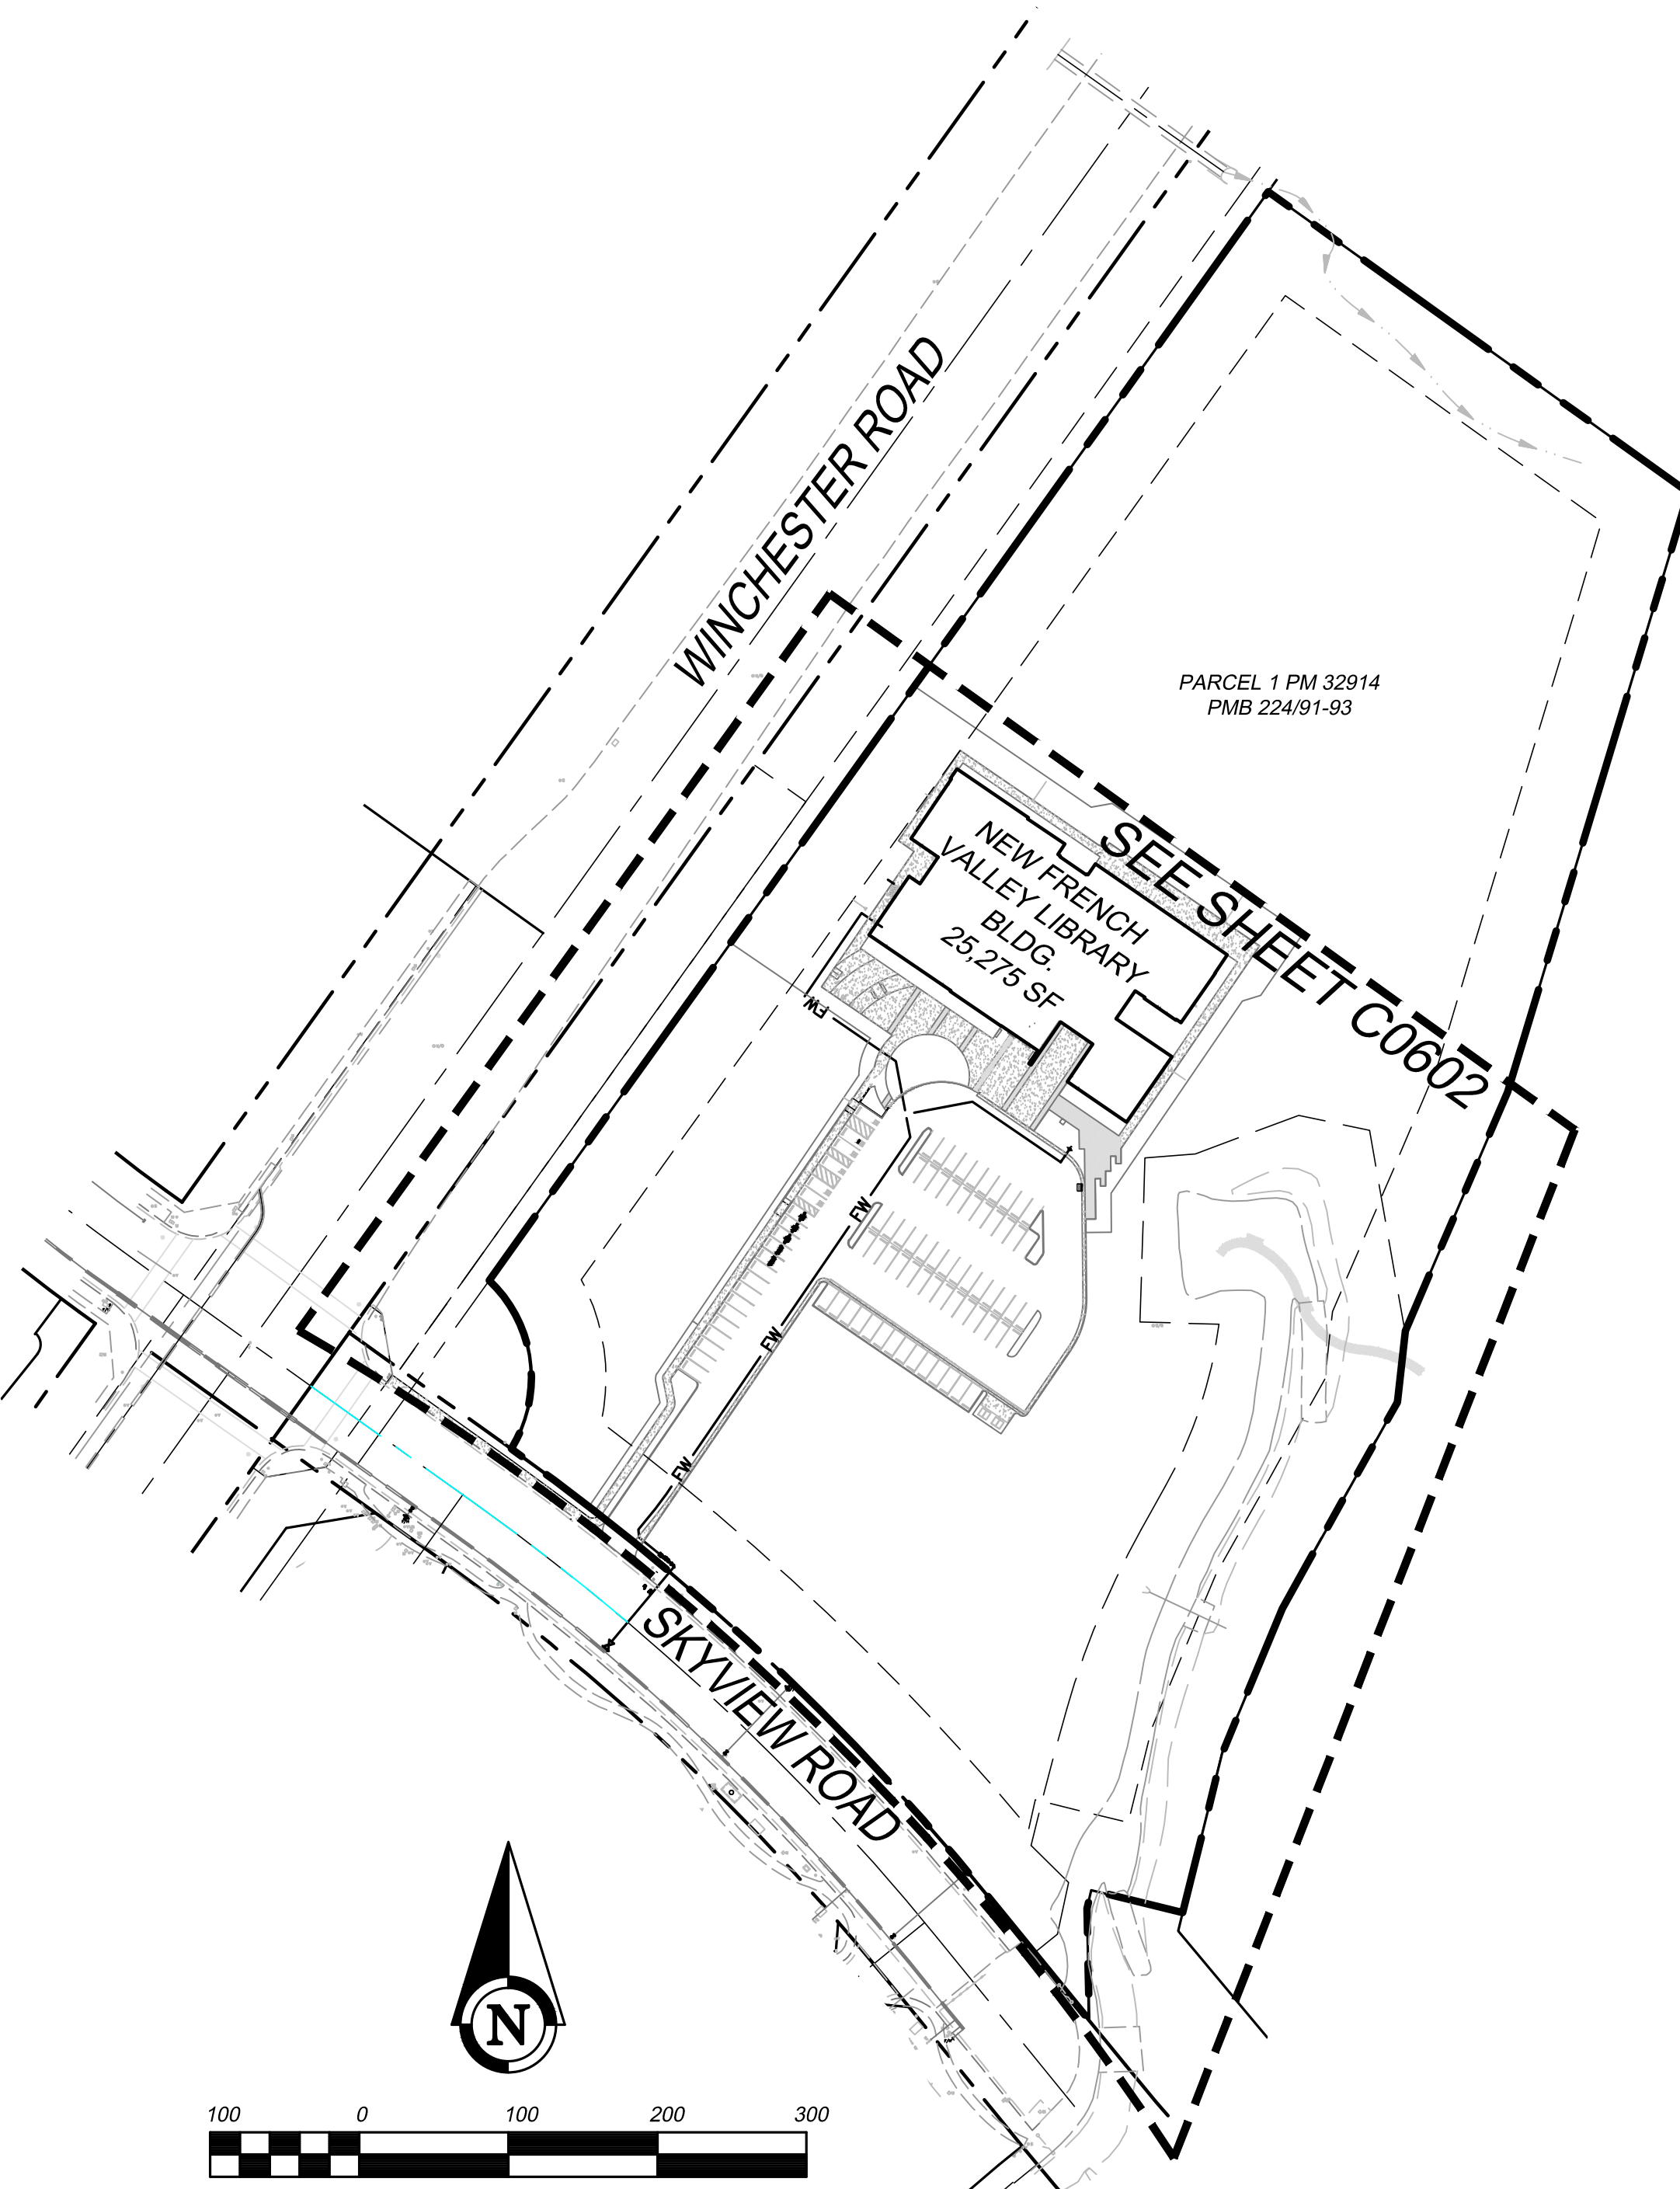 WINCHESTER ROAD
PARCEL 1 PM 32914
PMB 224/91-93
NEW FRENCH
VALLEY LIBRARY
BLDG.
25,275 SF
SEE SHEET C0602
FW
FW
FW
FW
SKYVIEW ROAD
N
100 0 100 200 300